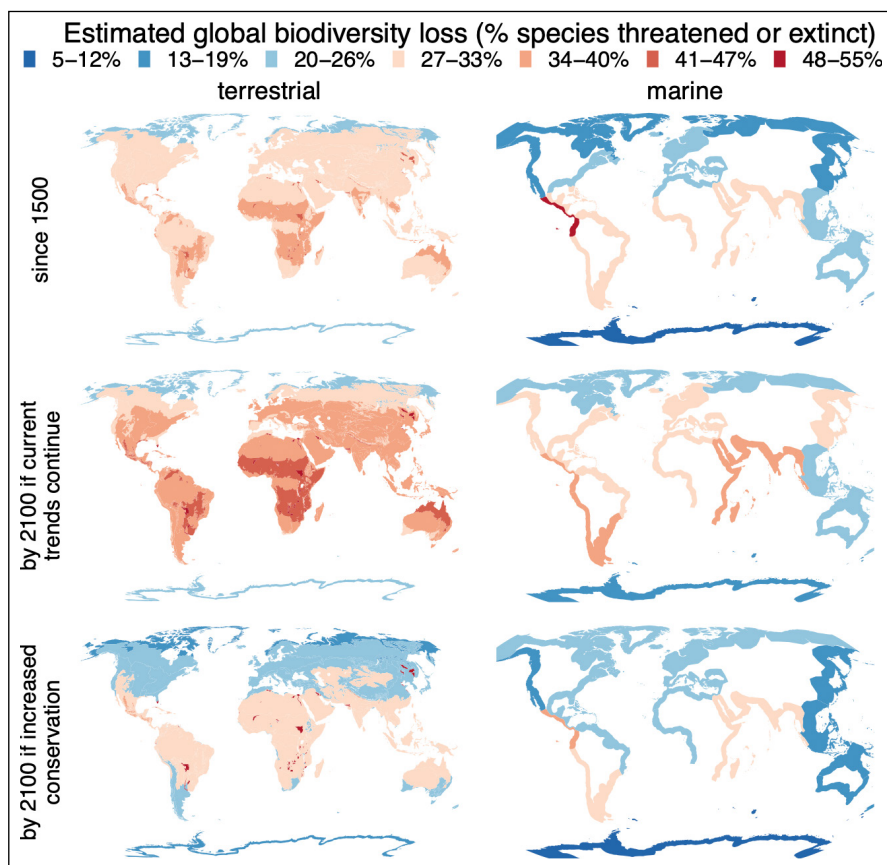 Estimated global biodiversity loss (% species threatened or extinct)
5–12% 13–19% 20–26% 27–33% 34–40% 41–47% 48–55%
terrestrial marine
since 1500
by 2100 if current
trends continue
by 2100 if increased
conservation